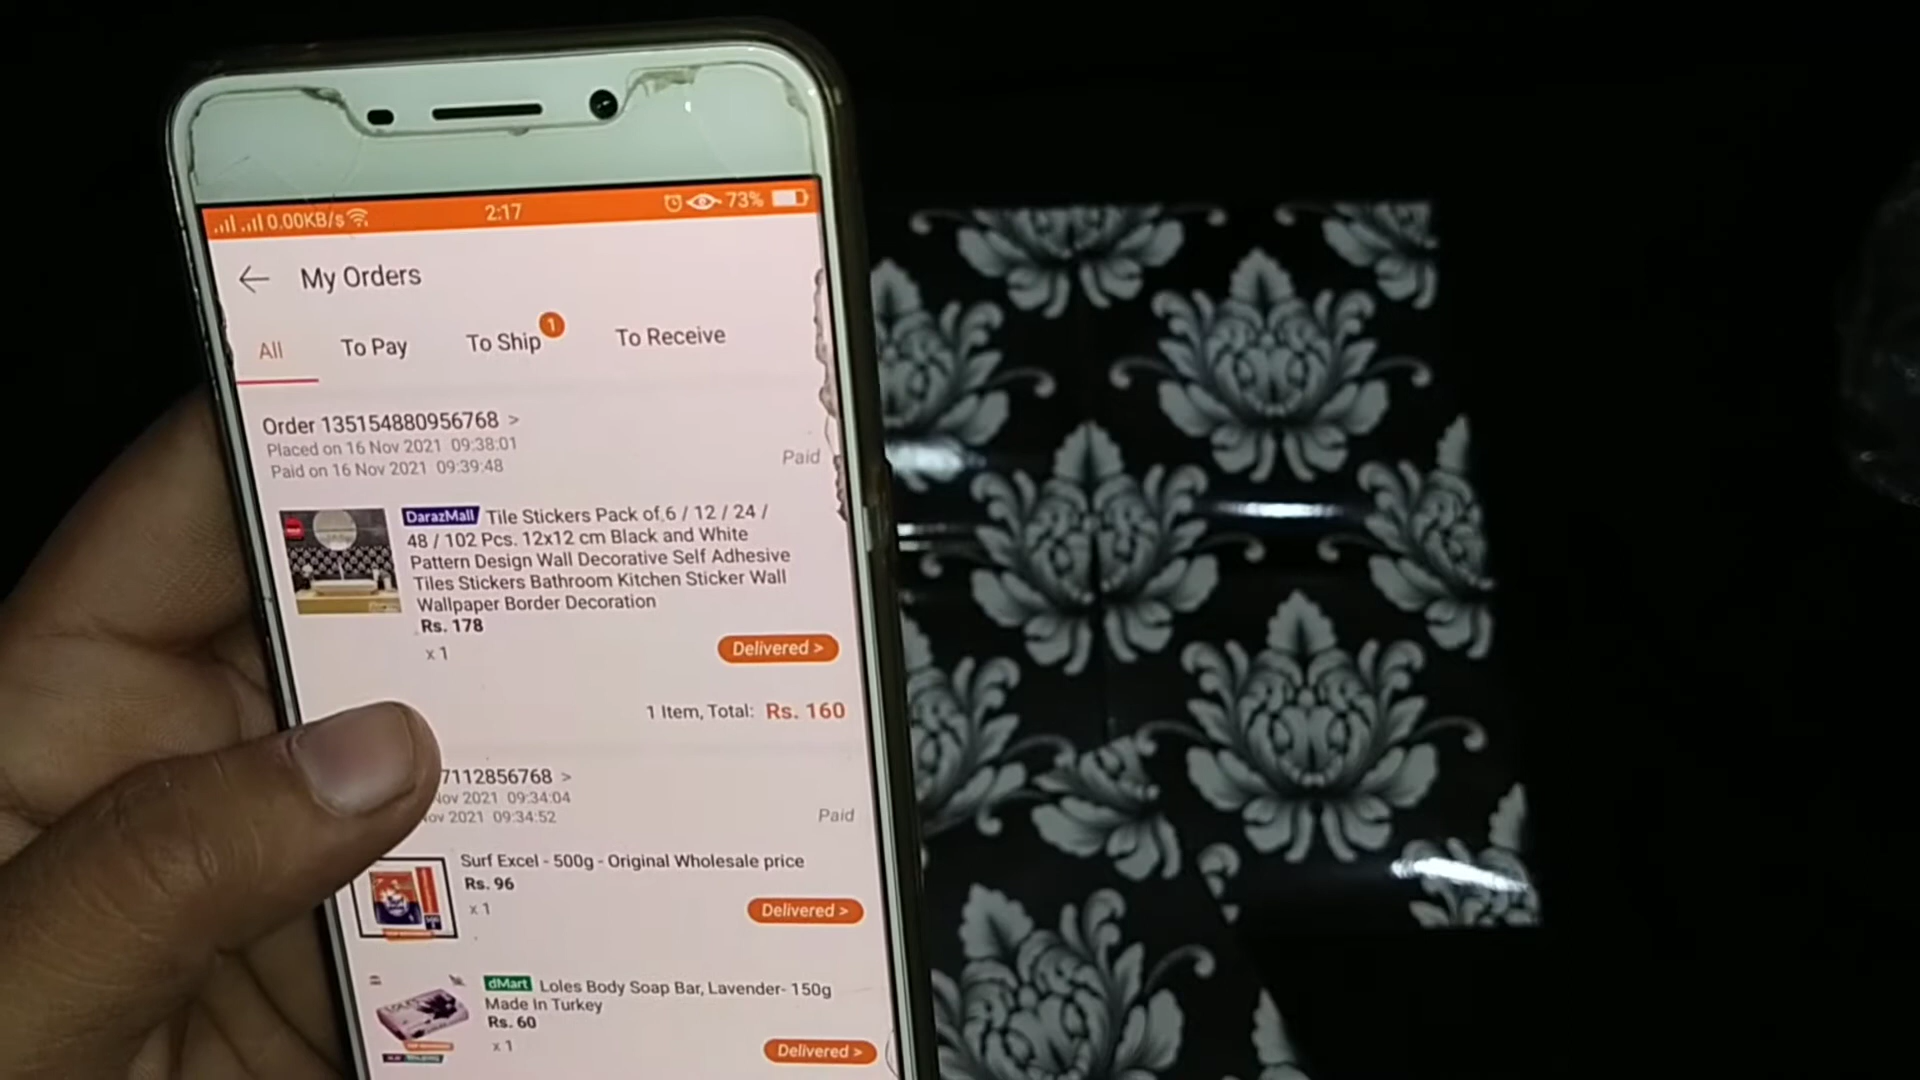 0.00KB/s 2:17 73%
My Orders
All To Pay To Ship 1 To Receive
Order 135154880956768 >
Placed on 16 Nov 2021 09:38:01
Paid on 16 Nov 2021 09:39:48
Paid
DarazMall Tile Stickers Pack of 6 / 12 / 24 /
48 / 102 Pcs. 12x12 cm Black and White
Pattern Design Wall Decorative Self Adhesive
Tiles Stickers Bathroom Kitchen Sticker Wall
Wallpaper Border Decoration
Rs. 178
x 1
Delivered >
1 Item, Total: Rs. 160
7112856768 >
Nov 2021 09:34:04
Nov 2021 09:34:52
Paid
Surf Excel - 500g - Original Wholesale price
Rs. 96
x 1
Delivered >
dMart Loles Body Soap Bar, Lavender- 150g
Made In Turkey
Rs. 60
x 1
Delivered >
LOLES